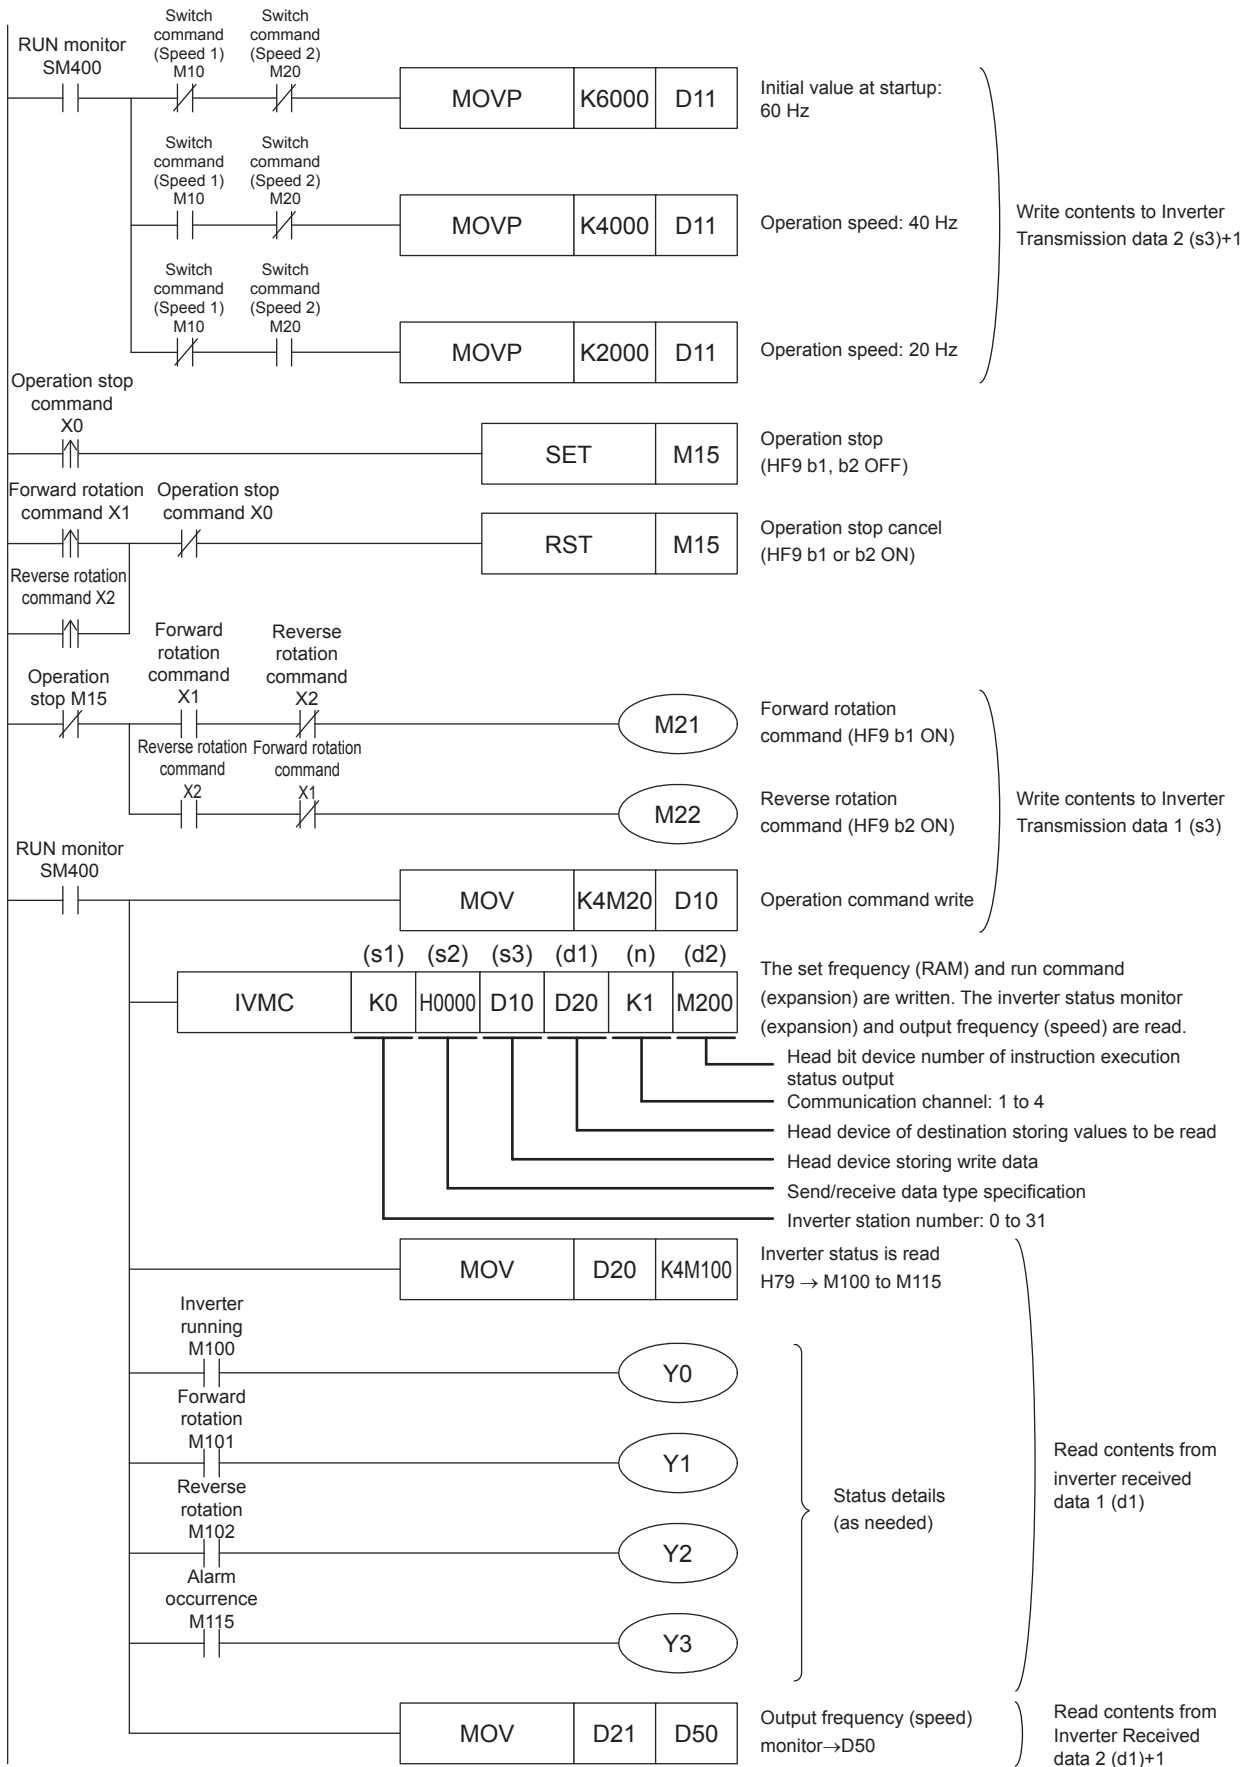 RUN monitor
SM400
Switch
command
(Speed 1)
M10
Switch
command
(Speed 2)
M20
MOVP K6000 D11
Initial value at startup:
60 Hz
Switch
command
(Speed 1)
M10
Switch
command
(Speed 2)
M20
MOVP K4000 D11
Operation speed: 40 Hz
Write contents to Inverter
Transmission data 2 (s3)+1
Switch
command
(Speed 1)
M10
Switch
command
(Speed 2)
M20
MOVP K2000 D11
Operation speed: 20 Hz
Operation stop
command
X0
SET M15
Operation stop
(HF9 b1, b2 OFF)
Forward rotation
command X1
Operation stop
command X0
RST M15
Operation stop cancel
(HF9 b1 or b2 ON)
Reverse rotation
command X2
Operation
stop M15
Forward
rotation
command
X1
Reverse
rotation
command
X2
M21
Forward rotation
command (HF9 b1 ON)
Reverse rotation
command
X2
Forward rotation
command
X1
M22
Reverse rotation
command (HF9 b2 ON)
Write contents to Inverter
Transmission data 1 (s3)
RUN monitor
SM400
MOV K4M20 D10
Operation command write
(s1) (s2) (s3) (d1) (n) (d2)
IVMC K0 H0000 D10 D20 K1 M200
The set frequency (RAM) and run command
(expansion) are written. The inverter status monitor
(expansion) and output frequency (speed) are read.
Head bit device number of instruction execution
status output
Communication channel: 1 to 4
Head device of destination storing values to be read
Head device storing write data
Send/receive data type specification
Inverter station number: 0 to 31
MOV D20 K4M100
Inverter status is read
H79 → M100 to M115
Inverter
running
M100
Y0
Forward
rotation
M101
Y1
Reverse
rotation
M102
Y2
Alarm
occurrence
M115
Y3
Status details
(as needed)
Read contents from
inverter received
data 1 (d1)
MOV D21 D50
Output frequency (speed)
monitor→D50
Read contents from
Inverter Received
data 2 (d1)+1